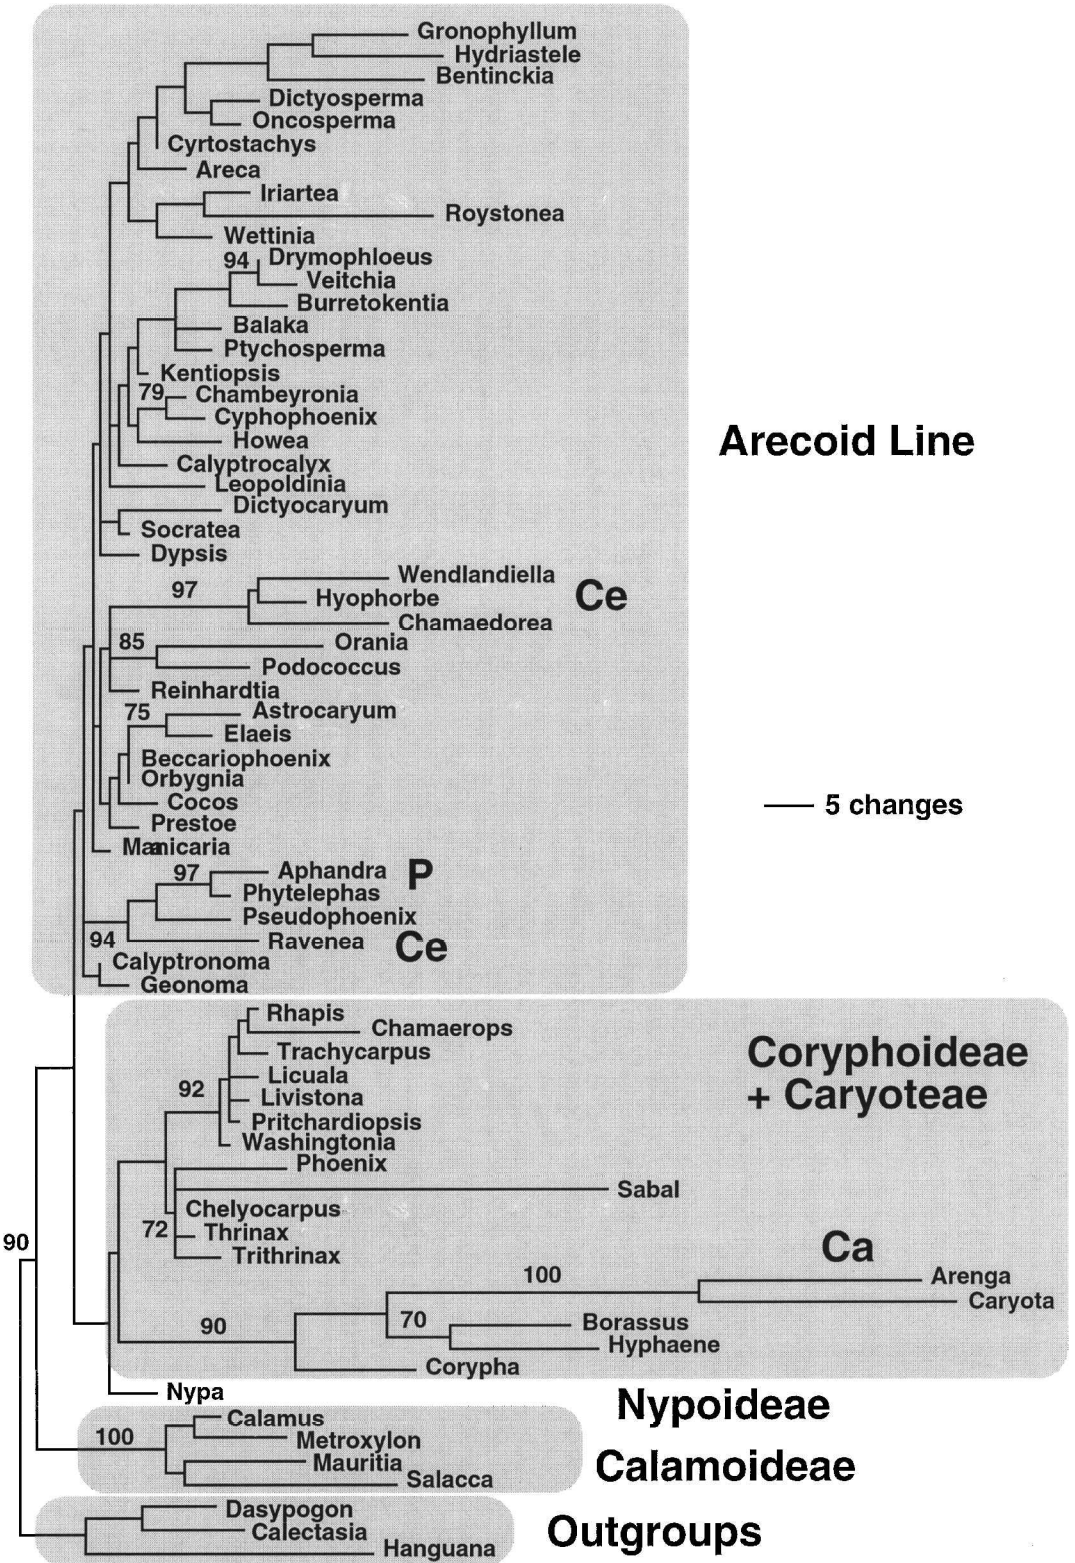 Gronophyllum
Hydriastele
Bentinckia
Dictyosperma
Oncosperma
Cyrtostachys
Areca
Iriartea
Roystonea
Wettinia
94
Drymophloeus
Veitchia
Burretokentia
Balaka
Ptychosperma
Kentiopsis
79
Chambeyronia
Cyphophoenix
Howea
Arecoid Line
Calyptrocalyx
Leopoldinia
Dictyocaryum
Socratea
Dypsis
97
Wendlandiella
Hyophorbe
Ce
Chamaedorea
85
Orania
Podococcus
Reinhardtia
75
Astrocaryum
Elaeis
Beccariophoenix
Orbygnia
Cocos
5 changes
Prestoe
97
Aphandra
P
Phytelephas
Pseudophoenix
94
Ravenea
Ce
Calyptronoma
Geonoma
Rhapis
Chamaerops
Trachycarpus
Coryphoideae
+ Caryoteae
92
Licuala
Livistona
Pritchardiopsis
Washingtonia
Phoenix
Sabal
Chelyocarpus
72
Thrinax
Trithrinax
90
Ca
100
Arenga
Caryota
90
70
Borassus
Hyphaene
Corypha
Nypa
Nypoideae
100
Calamus
Metroxylon
Mauritia
Salacca
Calamoideae
Dasypogon
Calectasia
Hanguana
Outgroups